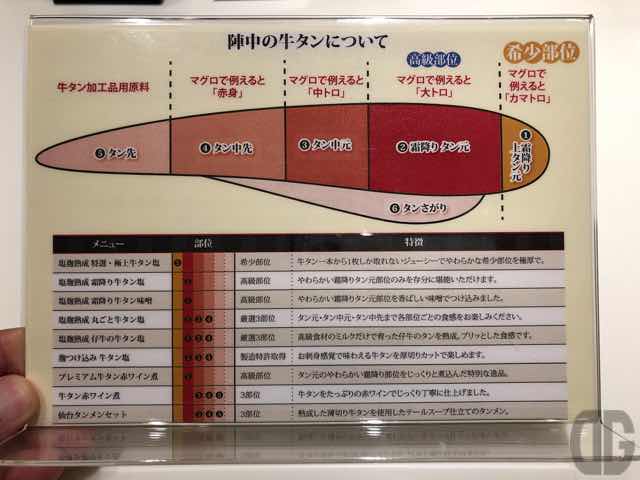 陣中の牛タンについて
高級部位
希少部位
牛タン加工品用原料
マグロで例えると
「赤身」
マグロで例えると
「中トロ」
マグロで例えると
「大トロ」
マグロで
例えると
「カマトロ」
❺タン先
❹タン中先
❸タン中元
❷霜降りタン元
❶霜降り
上タン元
❻タンさがり
メニュー 部位 特徴
塩麹熟成 特選・極上牛タン塩 ❶ 希少部位 牛タン一本から1枚しか取れないジューシーでやわらかな希少部位を極厚で。
塩麹熟成 霜降り牛タン塩 ❷ 高級部位 やわらかい霜降りタン元部位のみを存分に堪能いただけます。
塩麹熟成 霜降り牛タン味噌 ❷ 高級部位 やわらかい霜降りタン元部位を香ばしい味噌でつけ込みました。
塩麹熟成 丸ごと牛タン塩 ❷❸❹ 厳選3部位 タン元・タン中元・タン中先まで各部位ごとの食感をお楽しみください。
塩麹熟成 仔牛の牛タン塩 ❷❸❹ 厳選3部位 高級食材のミルクだけで育った仔牛のタンを熟成。プリッとした食感です。
麹つけ込み 牛タン塩 ❷❸❹ 製造特許取得 お刺身感覚で味わえる牛タンを厚切りカットで楽しめます。
プレミアム牛タン赤ワイン煮 ❷ 高級部位 タン元のやわらかい霜降部位をじっくりと煮込んだ特別な逸品。
牛タン赤ワイン煮 3部位 牛タンをたっぷりの赤ワインでじっくり丁寧に仕上げました。
仙台タンメンセット 3部位 熟成した薄切り牛タンを使用したテールスープ仕立てのタンメン。
DG